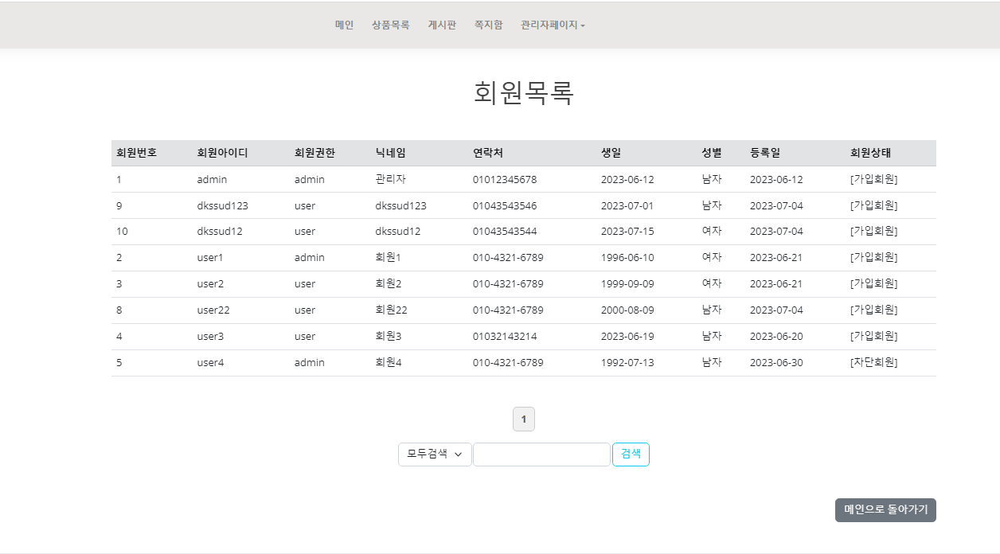 메인 상품목록 게시판 쪽지함 관리자페이지
회원목록
회원번호 회원아이디 회원권한 닉네임 연락처 생일 성별 등록일 회원상태
1 admin admin 관리자 01012345678 2023-06-12 남자 2023-06-12 [가입회원]
9 dkssud123 user dkssud123 01043543546 2023-07-01 남자 2023-07-04 [가입회원]
10 dkssud12 user dkssud12 01043543544 2023-07-15 여자 2023-07-04 [가입회원]
2 user1 admin 회원1 010-4321-6789 1996-06-10 여자 2023-06-21 [가입회원]
3 user2 user 회원2 010-4321-6789 1999-09-09 여자 2023-06-21 [가입회원]
8 user22 user 회원22 010-4321-6789 2000-08-09 남자 2023-07-04 [가입회원]
4 user3 user 회원3 01032143214 2023-06-19 남자 2023-06-20 [가입회원]
5 user4 admin 회원4 010-4321-6789 1992-07-13 남자 2023-06-30 [차단회원]
1
모두검색 검색
메인으로 돌아가기